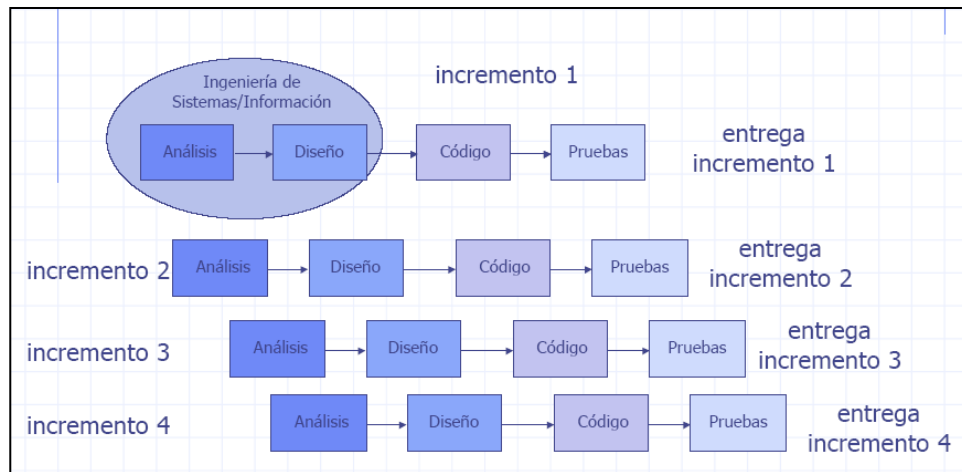 Ingeniería de
Sistemas/Información
incremento 1
Análisis
Diseño
Código
Pruebas
entrega
incremento 1
incremento 2
Análisis
Diseño
Código
Pruebas
entrega
incremento 2
incremento 3
Análisis
Diseño
Código
Pruebas
entrega
incremento 3
incremento 4
Análisis
Diseño
Código
Pruebas
entrega
incremento 4